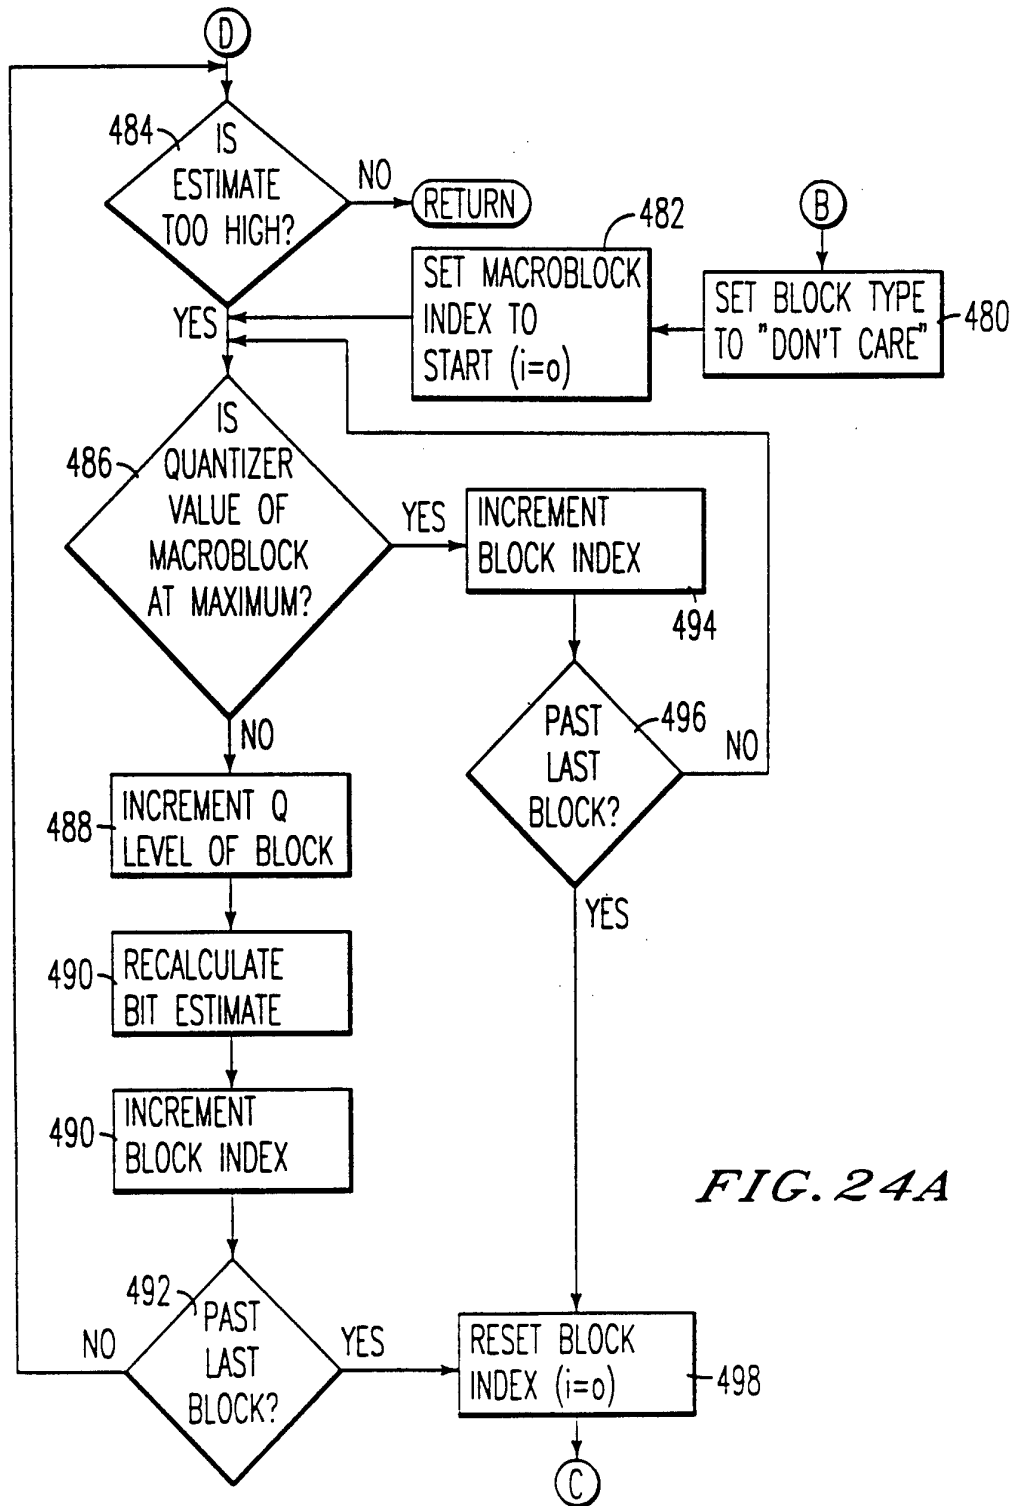 D
484
IS
ESTIMATE
TOO HIGH?
NO
RETURN
YES
482
SET MACROBLOCK
INDEX TO
START (i=o)
B
SET BLOCK TYPE
TO "DON'T CARE"
480
486
IS
QUANTIZER
VALUE OF
MACROBLOCK
AT MAXIMUM?
YES
INCREMENT
BLOCK INDEX
494
NO
PAST
LAST
BLOCK?
496
NO
YES
488
INCREMENT Q
LEVEL OF BLOCK
490
RECALCULATE
BIT ESTIMATE
490
INCREMENT
BLOCK INDEX
FIG. 24A
492
PAST
LAST
BLOCK?
NO
YES
RESET BLOCK
INDEX (i=o)
498
C